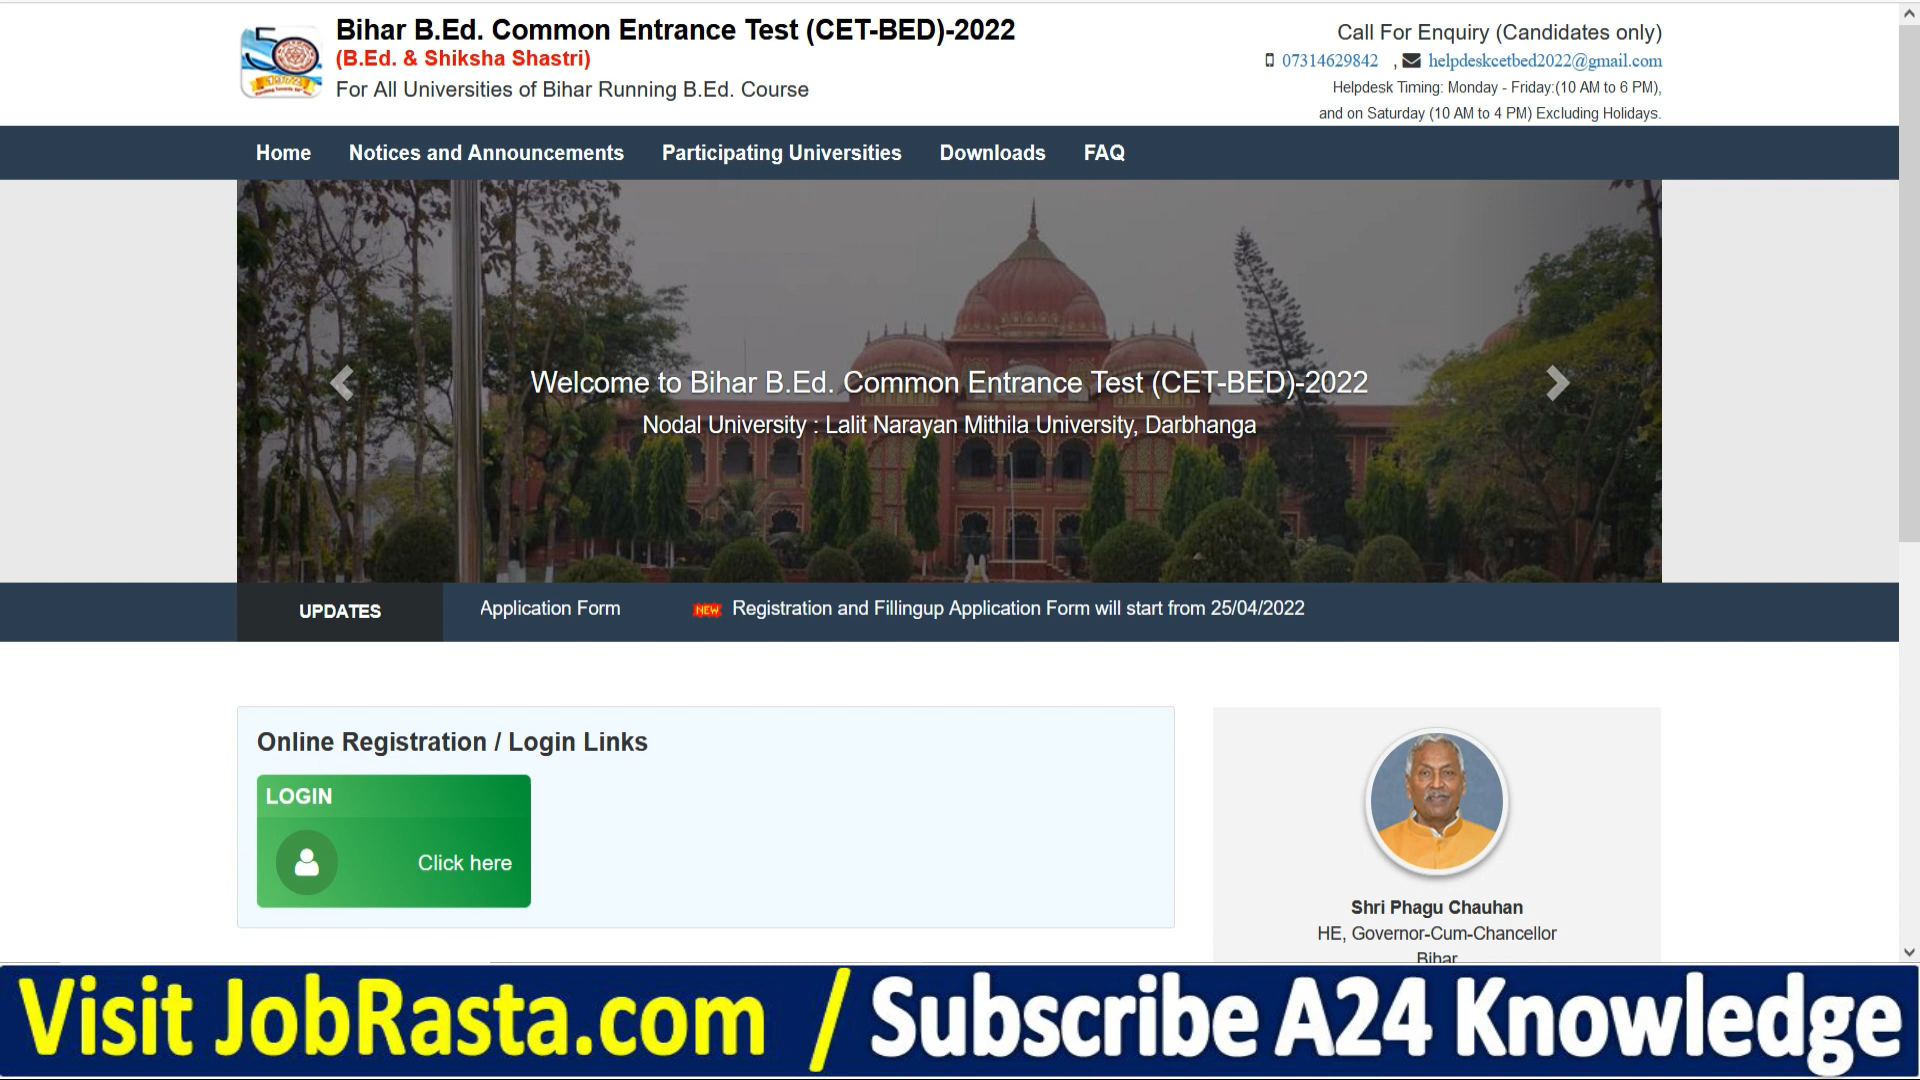 Bihar B.Ed. Common Entrance Test (CET-BED)-2022
(B.Ed. & Shiksha Shastri)
For All Universities of Bihar Running B.Ed. Course
Call For Enquiry (Candidates only)
07314629842 , helpdeskcetbed2022@gmail.com
Helpdesk Timing: Monday - Friday:(10 AM to 6 PM),
and on Saturday (10 AM to 4 PM) Excluding Holidays.
Home Notices and Announcements Participating Universities Downloads FAQ
Welcome to Bihar B.Ed. Common Entrance Test (CET-BED)-2022
Nodal University : Lalit Narayan Mithila University, Darbhanga
UPDATES Application Form NEW Registration and Fillingup Application Form will start from 25/04/2022
Online Registration / Login Links
LOGIN
Click here
Shri Phagu Chauhan
HE, Governor-Cum-Chancellor
Bihar
Visit JobRasta.com / Subscribe A24 Knowledge